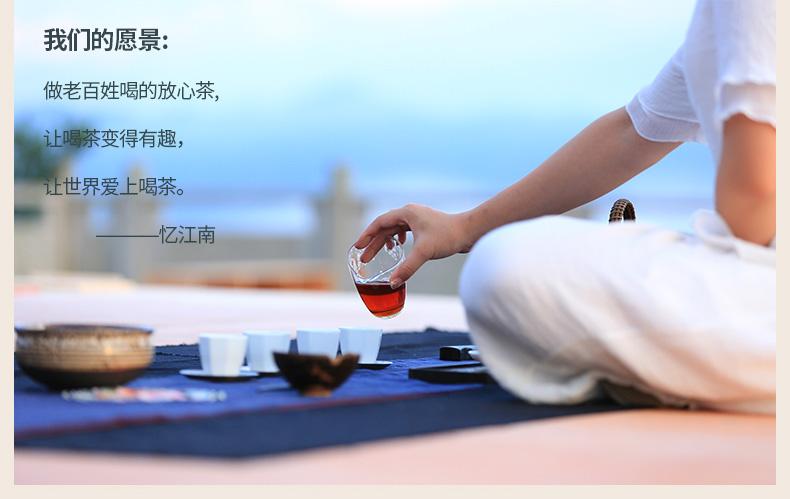 我们的愿景:
做老百姓喝的放心茶,
让喝茶变得有趣，
让世界爱上喝茶。
———忆江南